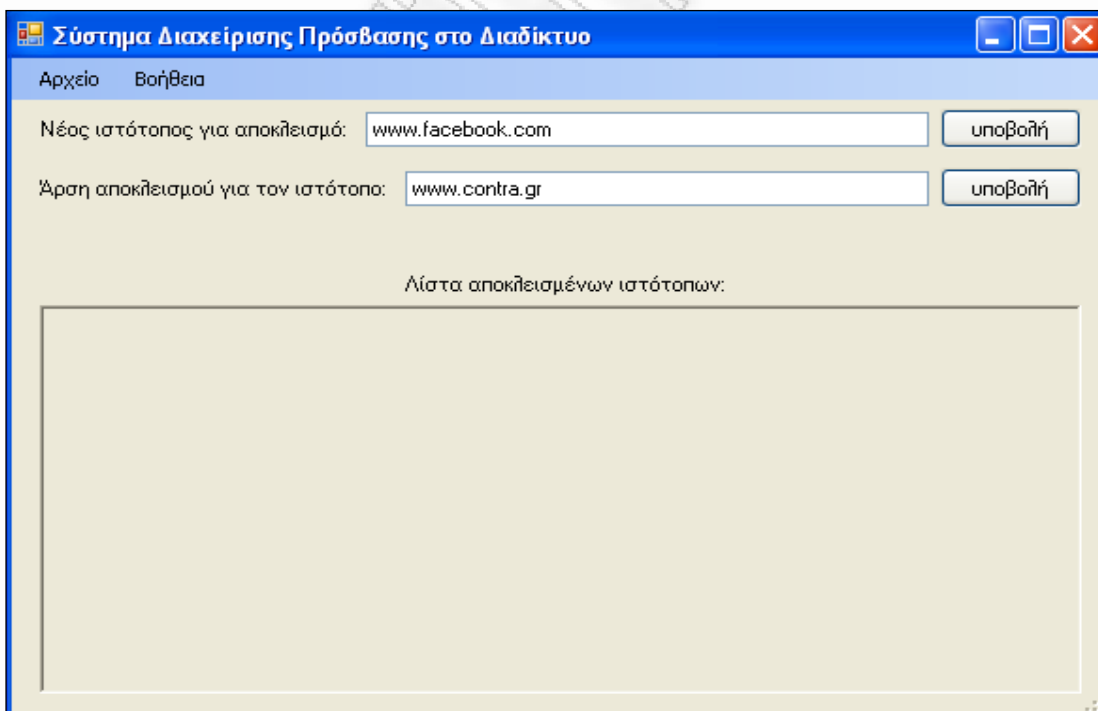 Σύστημα Διαχείρισης Πρόσβασης στο Διαδίκτυο
Αρχείο Βοήθεια
Νέος ιστότοπος για αποκλεισμό: www.facebook.com υποβολή
Άρση αποκλεισμού για τον ιστότοπο: www.contra.gr υποβολή
Λίστα αποκλεισμένων ιστότοπων: